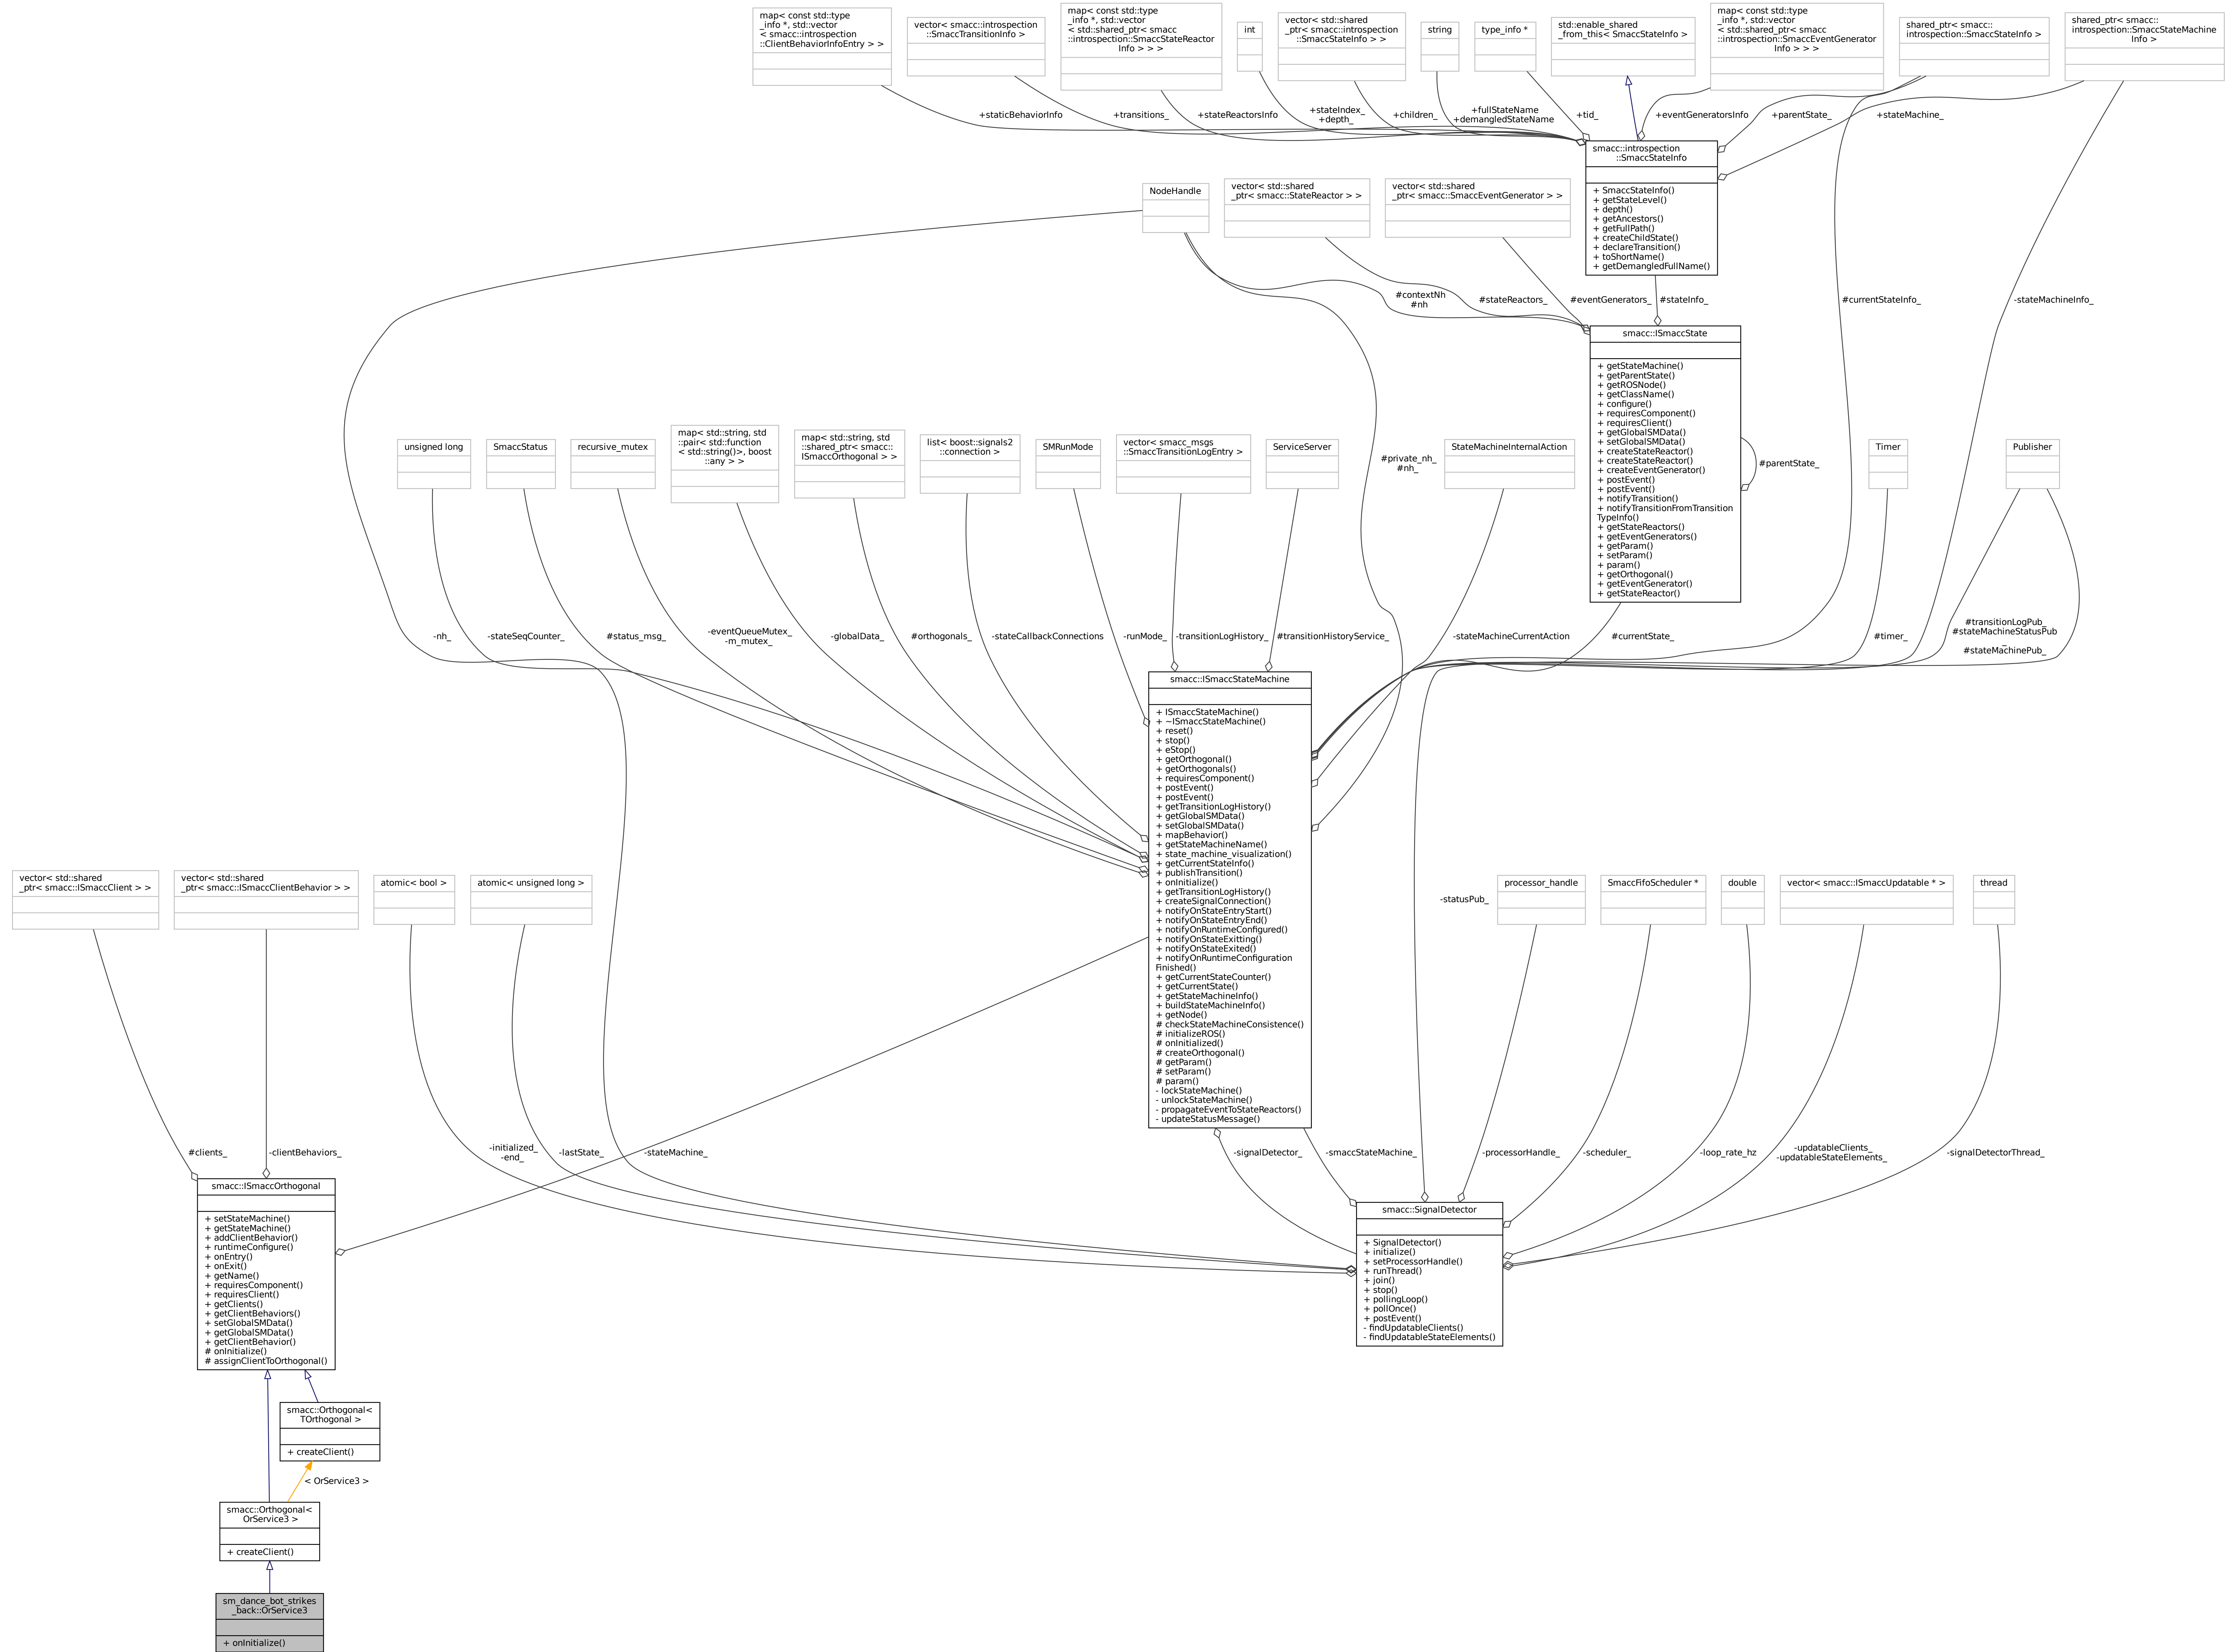 map< const std::type
_info *, std::vector
< smacc::introspection
::ClientBehaviorInfoEntry > >
vector< smacc::introspection
::SmaccTransitionInfo >
map< const std::type
_info *, std::vector
< std::shared_ptr< smacc
::introspection::SmaccStateReactor
Info > > >
int
vector< std::shared
_ptr< smacc::introspection
::SmaccStateInfo > >
string
type_info *
std::enable_shared
_from_this< SmaccStateInfo >
map< const std::type
_info *, std::vector
< std::shared_ptr< smacc
::introspection::SmaccEventGenerator
Info > > >
shared_ptr< smacc::
introspection::SmaccStateInfo >
shared_ptr< smacc::
introspection::SmaccStateMachine
Info >
+staticBehaviorInfo
+transitions_
+stateReactorsInfo
+stateIndex_
+depth_
+children_
+fullStateName
+demangledStateName
+tid_
+eventGeneratorsInfo
+parentState_
+stateMachine_
smacc::introspection
::SmaccStateInfo
+ SmaccStateInfo()
+ getStateLevel()
+ depth()
+ getAncestors()
+ getFullPath()
+ createChildState()
+ declareTransition()
+ toShortName()
+ getDemangledFullName()
NodeHandle
vector< std::shared
_ptr< smacc::StateReactor > >
vector< std::shared
_ptr< smacc::SmaccEventGenerator > >
#contextNh
#nh
#stateReactors_
#eventGenerators_
#stateInfo_
#currentStateInfo_
-stateMachineInfo_
smacc::ISmaccState
+ getStateMachine()
+ getParentState()
+ getROSNode()
+ getClassName()
+ configure()
+ requiresComponent()
+ requiresClient()
+ getGlobalSMData()
+ setGlobalSMData()
+ createStateReactor()
+ createStateReactor()
+ createEventGenerator()
+ postEvent()
+ postEvent()
+ notifyTransition()
+ notifyTransitionFromTransition
TypeInfo()
+ getStateReactors()
+ getEventGenerators()
+ getParam()
+ setParam()
+ param()
+ getOrthogonal()
+ getEventGenerator()
+ getStateReactor()
#parentState_
unsigned long
SmaccStatus
recursive_mutex
map< std::string, std
::pair< std::function
< std::string()>, boost
::any > >
map< std::string, std
::shared_ptr< smacc::
ISmaccOrthogonal > >
list< boost::signals2
::connection >
SMRunMode
vector< smacc_msgs
::SmaccTransitionLogEntry >
ServiceServer
#private_nh_
#nh_
StateMachineInternalAction
Timer
Publisher
-nh_
-stateSeqCounter_
#status_msg_
-eventQueueMutex_
-m_mutex_
-globalData_
#orthogonals_
-stateCallbackConnections
-runMode_
-transitionLogHistory_
#transitionHistoryService_
-stateMachineCurrentAction
#currentState_
#timer_
#transitionLogPub_
#stateMachineStatusPub
_
#stateMachinePub_
smacc::ISmaccStateMachine
+ ISmaccStateMachine()
+ ~ISmaccStateMachine()
+ reset()
+ stop()
+ eStop()
+ getOrthogonal()
+ getOrthogonals()
+ requiresComponent()
+ postEvent()
+ postEvent()
+ getTransitionLogHistory()
+ getGlobalSMData()
+ setGlobalSMData()
+ mapBehavior()
+ getStateMachineName()
+ state_machine_visualization()
+ getCurrentStateInfo()
+ publishTransition()
+ onInitialize()
+ getTransitionLogHistory()
+ createSignalConnection()
+ notifyOnStateEntryStart()
+ notifyOnStateEntryEnd()
+ notifyOnRuntimeConfigured()
+ notifyOnStateExitting()
+ notifyOnStateExited()
+ notifyOnRuntimeConfiguration
Finished()
+ getCurrentStateCounter()
+ getCurrentState()
+ getStateMachineInfo()
+ buildStateMachineInfo()
+ getNode()
# checkStateMachineConsistence()
# initializeROS()
# onInitialized()
# createOrthogonal()
# getParam()
# setParam()
# param()
- lockStateMachine()
- unlockStateMachine()
- propagateEventToStateReactors()
- updateStatusMessage()
vector< std::shared
_ptr< smacc::ISmaccClient > >
vector< std::shared
_ptr< smacc::ISmaccClientBehavior > >
atomic< bool >
atomic< unsigned long >
-statusPub_
processor_handle
SmaccFifoScheduler *
double
vector< smacc::ISmaccUpdatable * >
thread
#clients_
-clientBehaviors_
-initialized_
-end_
-lastState_
-stateMachine_
-signalDetector_
-smaccStateMachine_
-processorHandle_
-scheduler_
-loop_rate_hz
-updatableClients_
-updatableStateElements_
-signalDetectorThread_
smacc::ISmaccOrthogonal
+ setStateMachine()
+ getStateMachine()
+ addClientBehavior()
+ runtimeConfigure()
+ onEntry()
+ onExit()
+ getName()
+ requiresComponent()
+ requiresClient()
+ getClients()
+ getClientBehaviors()
+ setGlobalSMData()
+ getGlobalSMData()
+ getClientBehavior()
# onInitialize()
# assignClientToOrthogonal()
smacc::SignalDetector
+ SignalDetector()
+ initialize()
+ setProcessorHandle()
+ runThread()
+ join()
+ stop()
+ pollingLoop()
+ pollOnce()
+ postEvent()
- findUpdatableClients()
- findUpdatableStateElements()
smacc::Orthogonal<
TOrthogonal >
+ createClient()
< OrService3 >
smacc::Orthogonal<
OrService3 >
+ createClient()
sm_dance_bot_strikes
_back::OrService3
+ onInitialize()